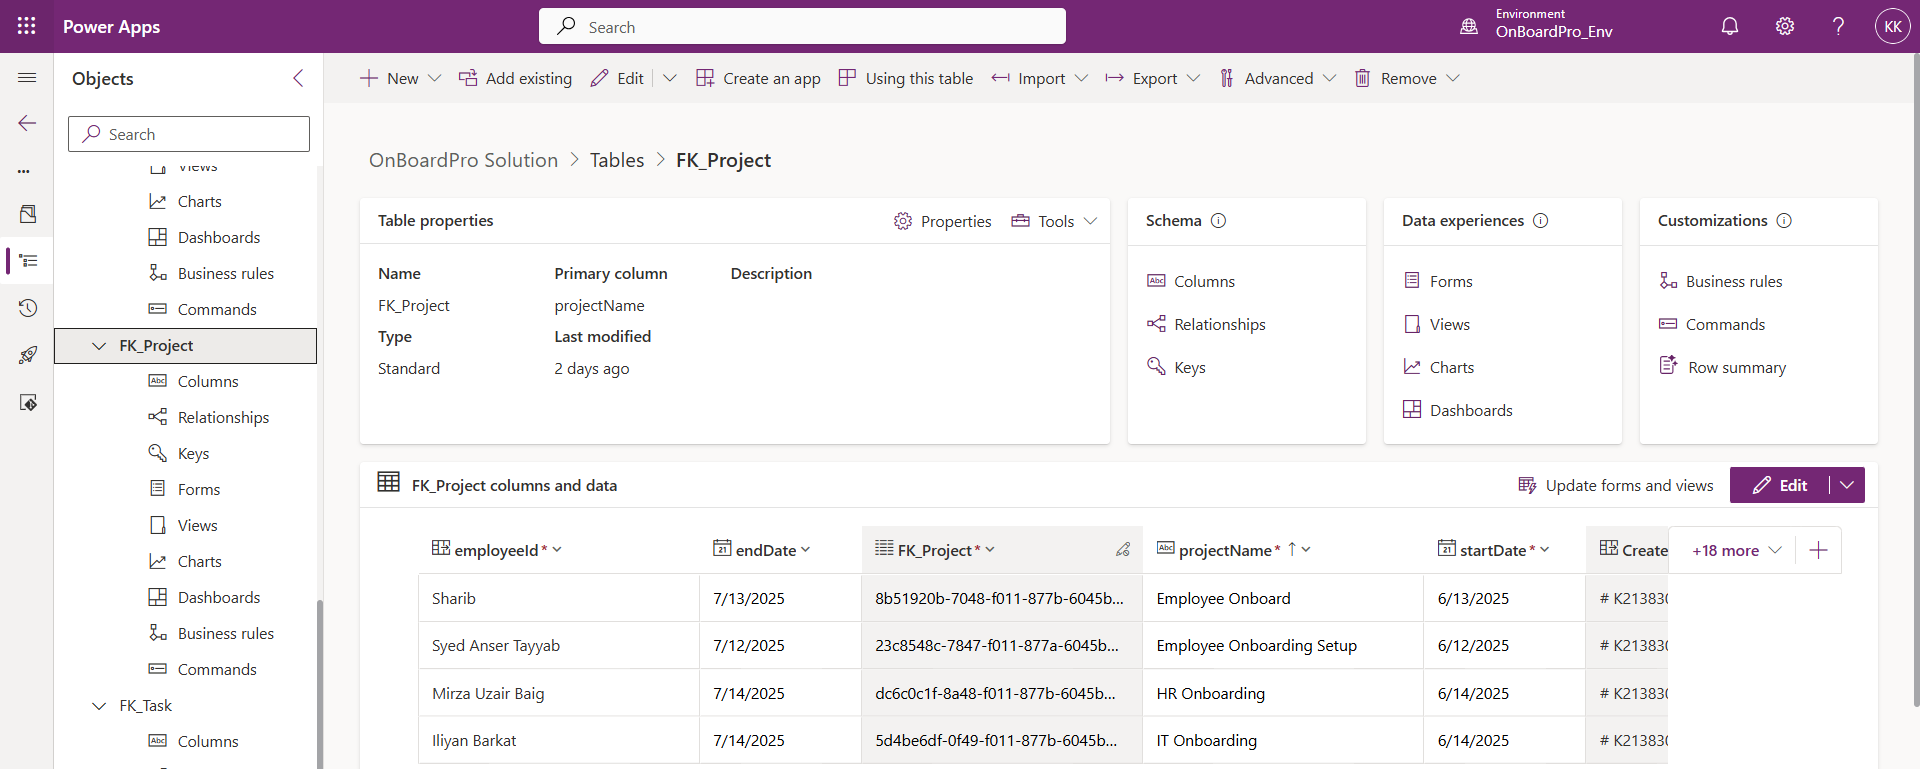 Power Apps
Search
Environment
OnBoardPro_Env
KK
Objects
Search
Views
Charts
Dashboards
Business rules
Commands
FK_Project
Columns
Relationships
Keys
Forms
Views
Charts
Dashboards
Business rules
Commands
FK_Task
Columns
New Add existing Edit Create an app Using this table Import Export Advanced Remove
OnBoardPro Solution > Tables > FK_Project
Table properties Properties Tools
Name Primary column Description
FK_Project projectName
Type Last modified
Standard 2 days ago
Schema
Columns
Relationships
Keys
Data experiences
Forms
Views
Charts
Dashboards
Customizations
Business rules
Commands
Row summary
FK_Project columns and data Update forms and views Edit
employeeId * endDate FK_Project * projectName * ↑ startDate * Create +18 more
Sharib 7/13/2025 8b51920b-7048-f011-877b-6045b... Employee Onboard 6/13/2025 # K213830
Syed Anser Tayyab 7/12/2025 23c8548c-7847-f011-877a-6045b... Employee Onboarding Setup 6/12/2025 # K213830
Mirza Uzair Baig 7/14/2025 dc6c0c1f-8a48-f011-877b-6045b... HR Onboarding 6/14/2025 # K213830
Iliyan Barkat 7/14/2025 5d4be6df-0f49-f011-877b-6045b... IT Onboarding 6/14/2025 # K213830